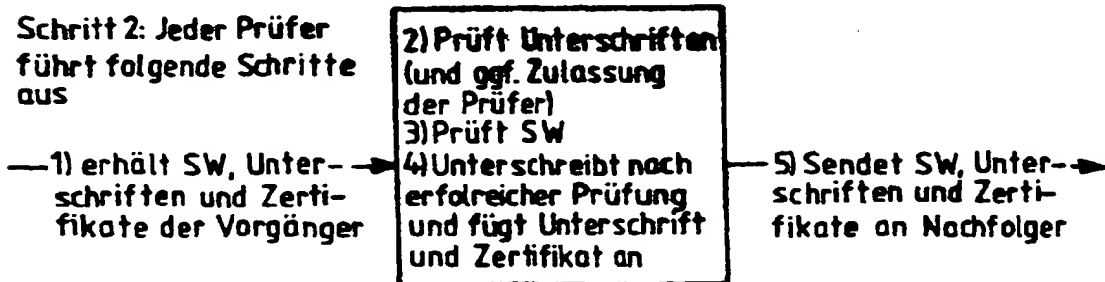 Schritt 2: Jeder Prüfer
führt folgende Schritte
aus
1) erhält SW, Unter-
schriften und Zerti-
fikate der Vorgänger
2) Prüft Unterschriften
(und ggf. Zulassung
der Prüfer)
3) Prüft SW
4) Unterschreibt nach
erfolreicher Prüfung
und fügt Unterschrift
und Zertifikat an
5) Sendet SW, Unter-
schriften und Zerti-
fikate an Nachfolger